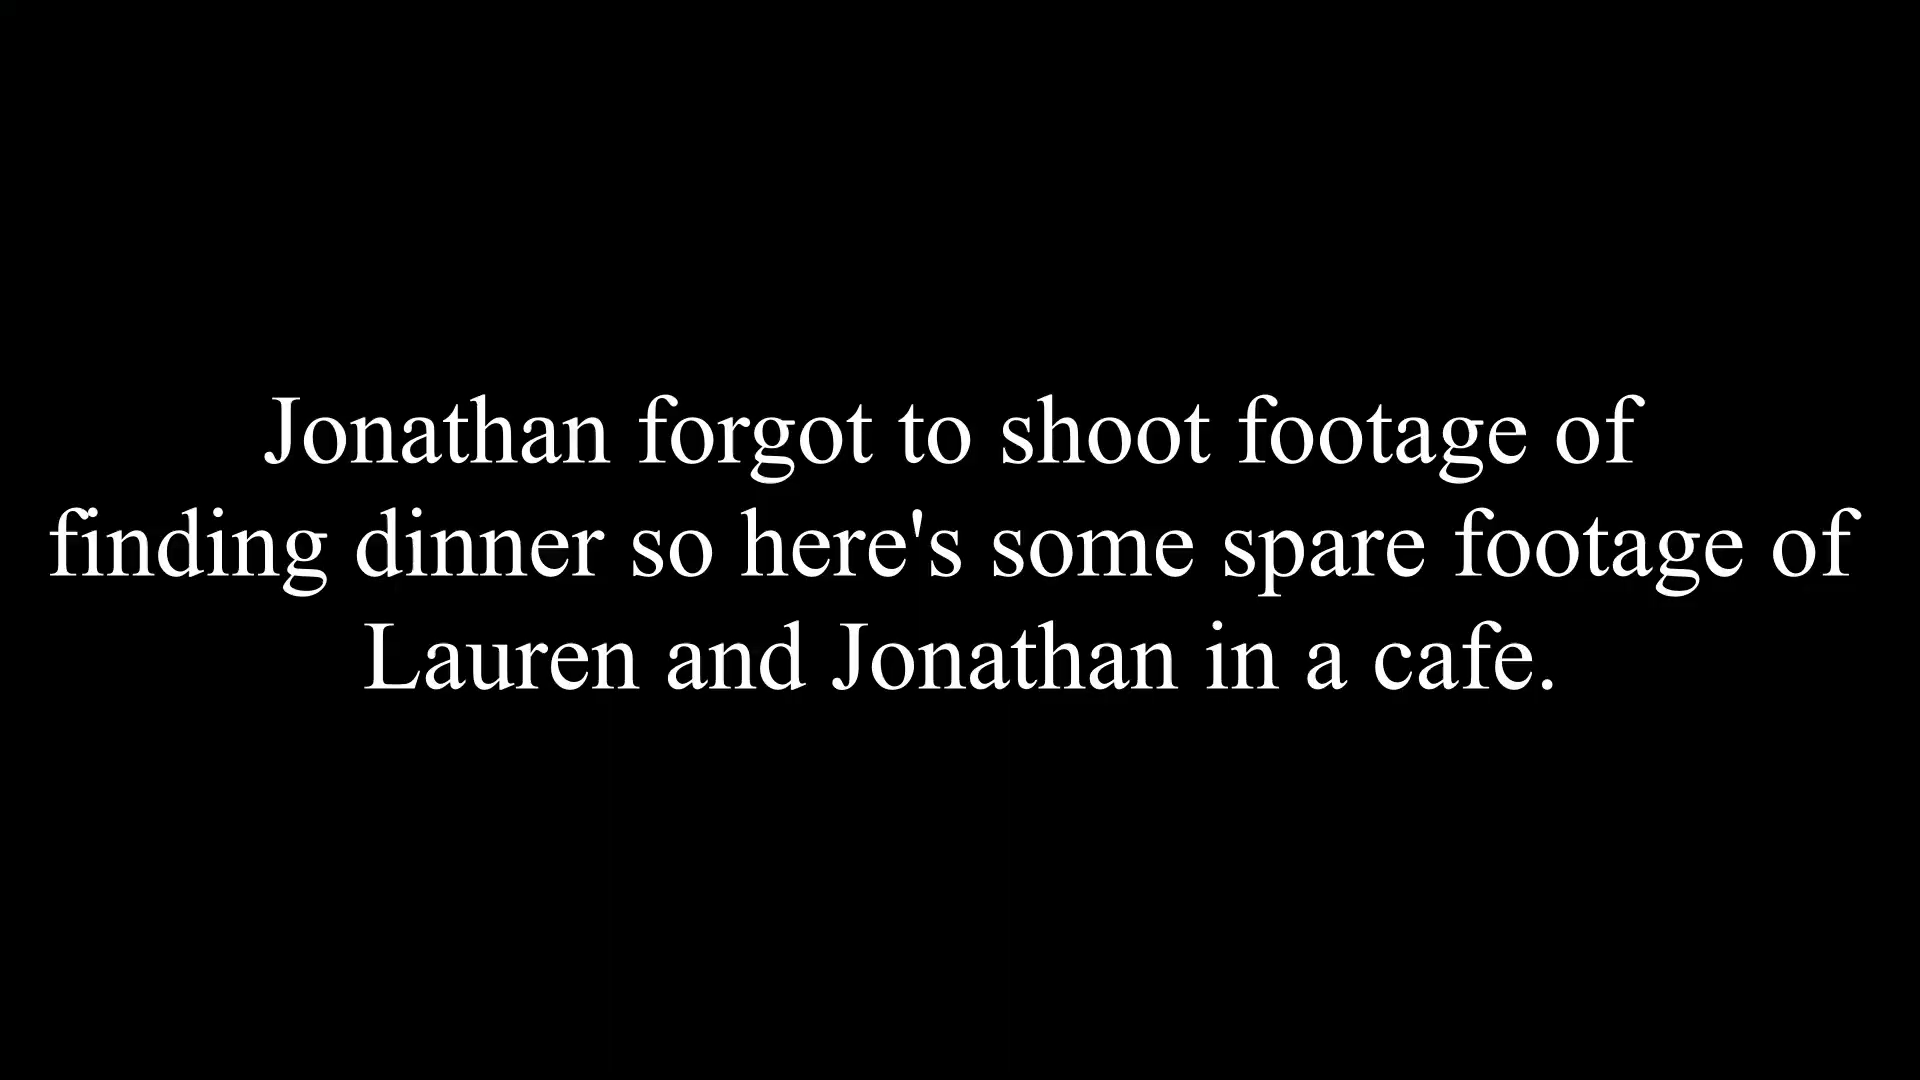 Jonathan forgot to shoot footage of
finding dinner so here's some spare footage of
Lauren and Jonathan in a cafe.